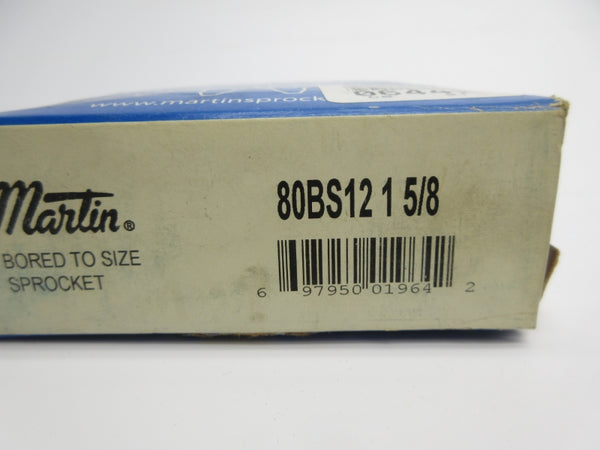 www.martinsprock
Martin®
BORED TO SIZE
SPROCKET
80BS12 1 5/8
6 97950 01964 2